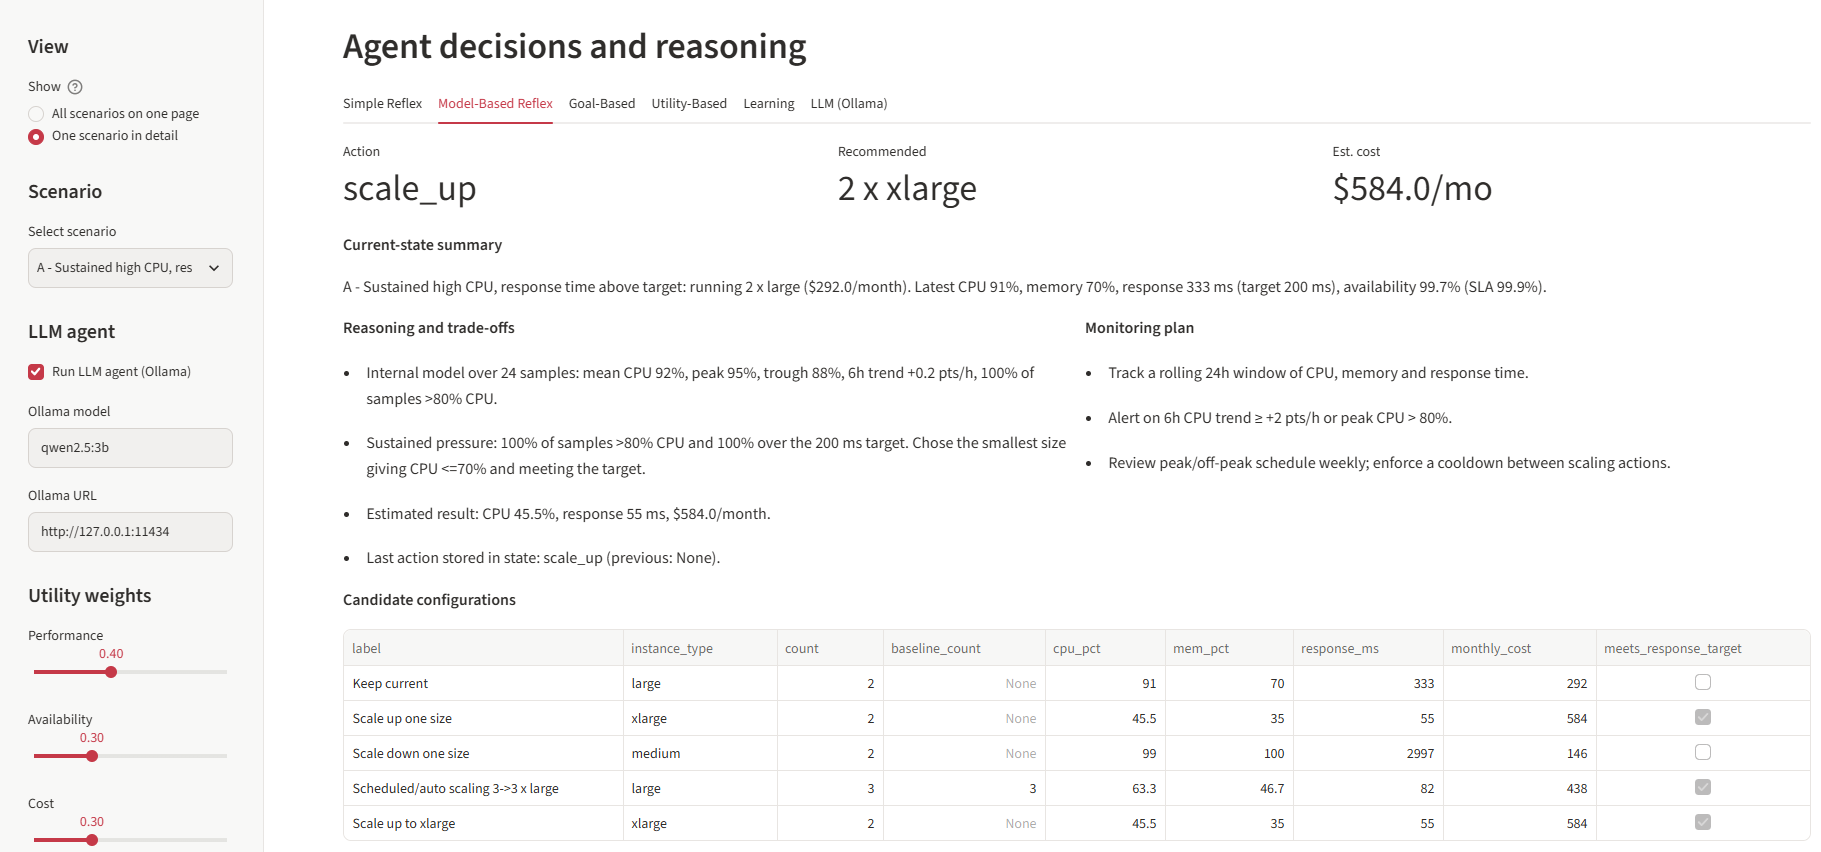 View
Show
All scenarios on one page
One scenario in detail
Scenario
Select scenario
A - Sustained high CPU, res
LLM agent
Run LLM agent (Ollama)
Ollama model
qwen2.5:3b
Ollama URL
http://127.0.0.1:11434
Utility weights
Performance
0.40
Availability
0.30
Cost
0.30
Agent decisions and reasoning
Simple Reflex Model-Based Reflex Goal-Based Utility-Based Learning LLM (Ollama)
Action Recommended Est. cost
scale_up 2 x xlarge $584.0/mo
Current-state summary
A - Sustained high CPU, response time above target: running 2 x large ($292.0/month). Latest CPU 91%, memory 70%, response 333 ms (target 200 ms), availability 99.7% (SLA 99.9%).
Reasoning and trade-offs
• Internal model over 24 samples: mean CPU 92%, peak 95%, trough 88%, 6h trend +0.2 pts/h, 100% of
samples >80% CPU.
• Sustained pressure: 100% of samples >80% CPU and 100% over the 200 ms target. Chose the smallest size
giving CPU <=70% and meeting the target.
• Estimated result: CPU 45.5%, response 55 ms, $584.0/month.
• Last action stored in state: scale_up (previous: None).
Monitoring plan
• Track a rolling 24h window of CPU, memory and response time.
• Alert on 6h CPU trend ≥ +2 pts/h or peak CPU > 80%.
• Review peak/off-peak schedule weekly; enforce a cooldown between scaling actions.
Candidate configurations
label instance_type count baseline_count cpu_pct mem_pct response_ms monthly_cost meets_response_target
Keep current large 2 None 91 70 333 292
Scale up one size xlarge 2 None 45.5 35 55 584
Scale down one size medium 2 None 99 100 2997 146
Scheduled/auto scaling 3->3 x large large 3 3 63.3 46.7 82 438
Scale up to xlarge xlarge 2 None 45.5 35 55 584